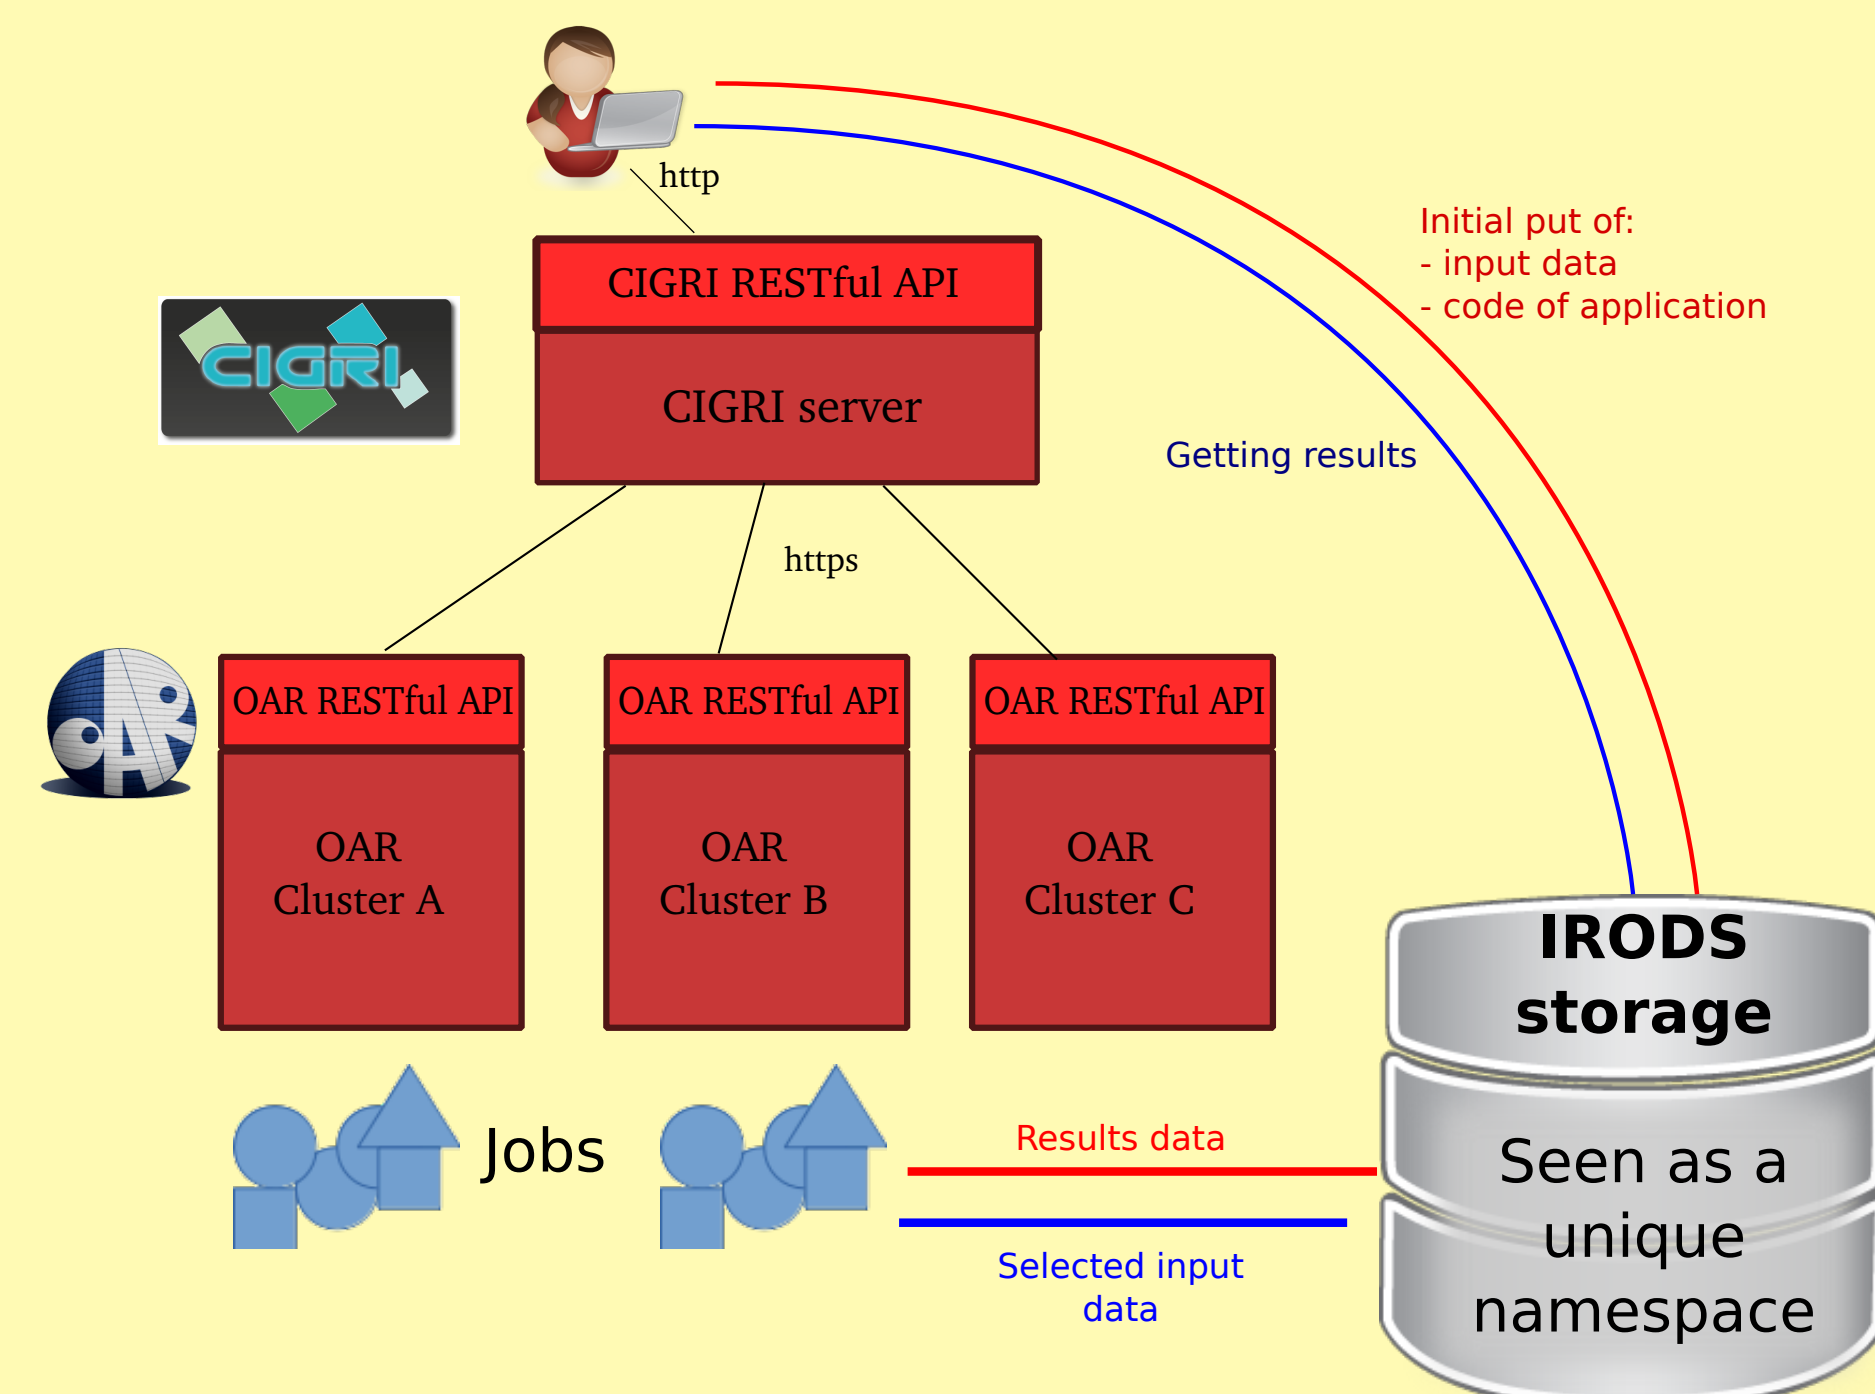 http
CIGRI RESTful API
Initial put of:
- input data
- code of application
CIGRI
CIGRI server
Getting results
https
OAR
OAR RESTful API
OAR RESTful API
OAR RESTful API
OAR
Cluster A
OAR
Cluster B
OAR
Cluster C
IRODS
storage
Jobs
Results data
Selected input
data
Seen as a
unique
namespace